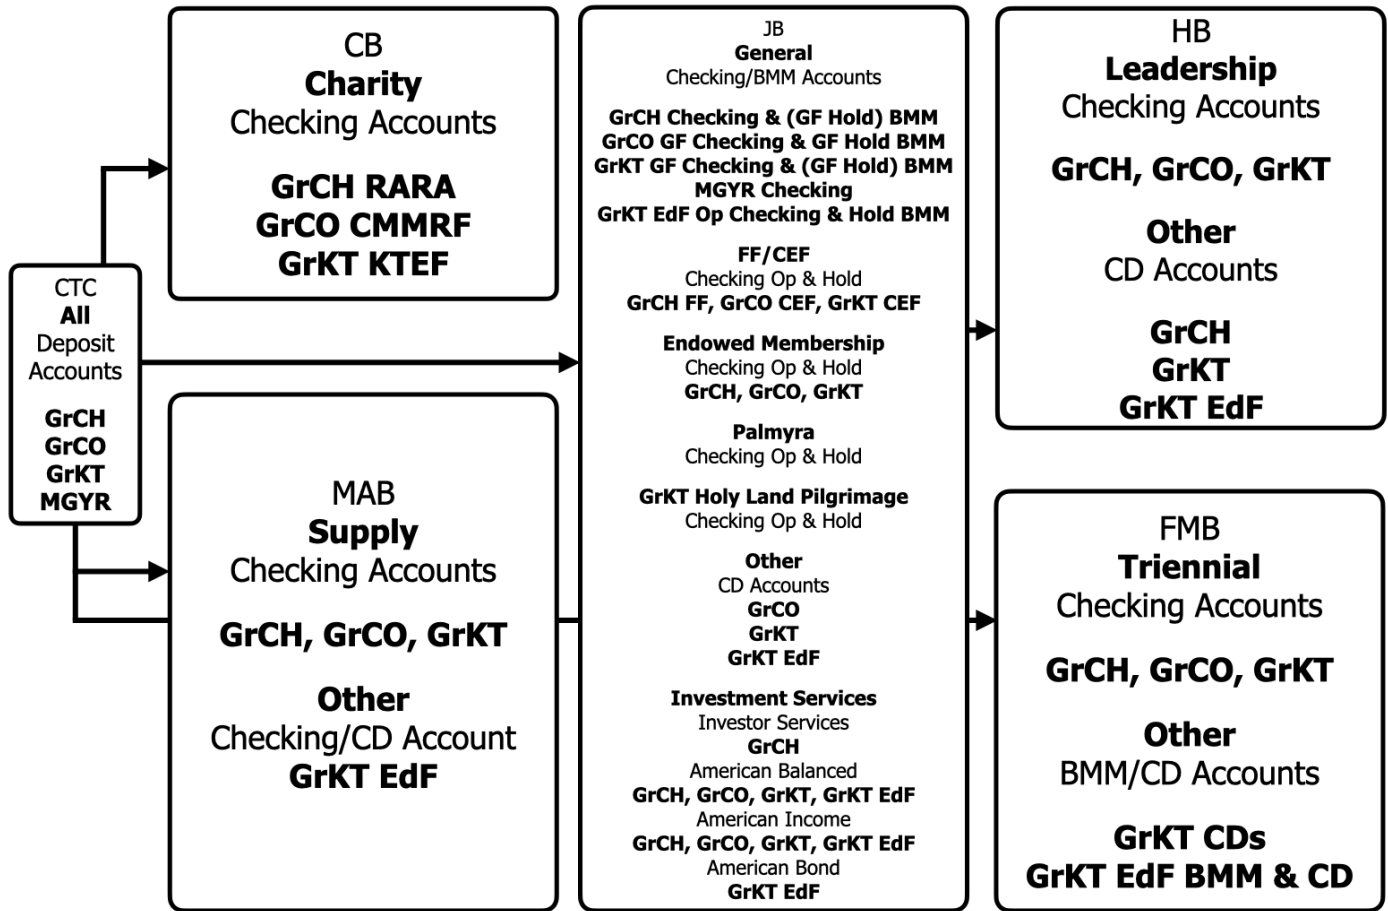 CTC
All
Deposit
Accounts
GrCH
GrCO
GrKT
MGYR
CB
Charity
Checking Accounts
GrCH RARA
GrCO CMMRF
GrKT KTEF
MAB
Supply
Checking Accounts
GrCH, GrCO, GrKT
Other
Checking/CD Account
GrKT EdF
JB
General
Checking/BMM Accounts
GrCH Checking & (GF Hold) BMM
GrCO GF Checking & GF Hold BMM
GrKT GF Checking & (GF Hold) BMM
MGYR Checking
GrKT EdF Op Checking & Hold BMM
FF/CEF
Checking Op & Hold
GrCH FF, GrCO CEF, GrKT CEF
Endowed Membership
Checking Op & Hold
GrCH, GrCO, GrKT
Palmyra
Checking Op & Hold
GrKT Holy Land Pilgrimage
Checking Op & Hold
Other
CD Accounts
GrCO
GrKT
GrKT EdF
Investment Services
Investor Services
GrCH
American Balanced
GrCH, GrCO, GrKT, GrKT EdF
American Income
GrCH, GrCO, GrKT, GrKT EdF
American Bond
GrKT EdF
HB
Leadership
Checking Accounts
GrCH, GrCO, GrKT
Other
CD Accounts
GrCH
GrKT
GrKT EdF
FMB
Triennial
Checking Accounts
GrCH, GrCO, GrKT
Other
BMM/CD Accounts
GrKT CDs
GrKT EdF BMM & CD